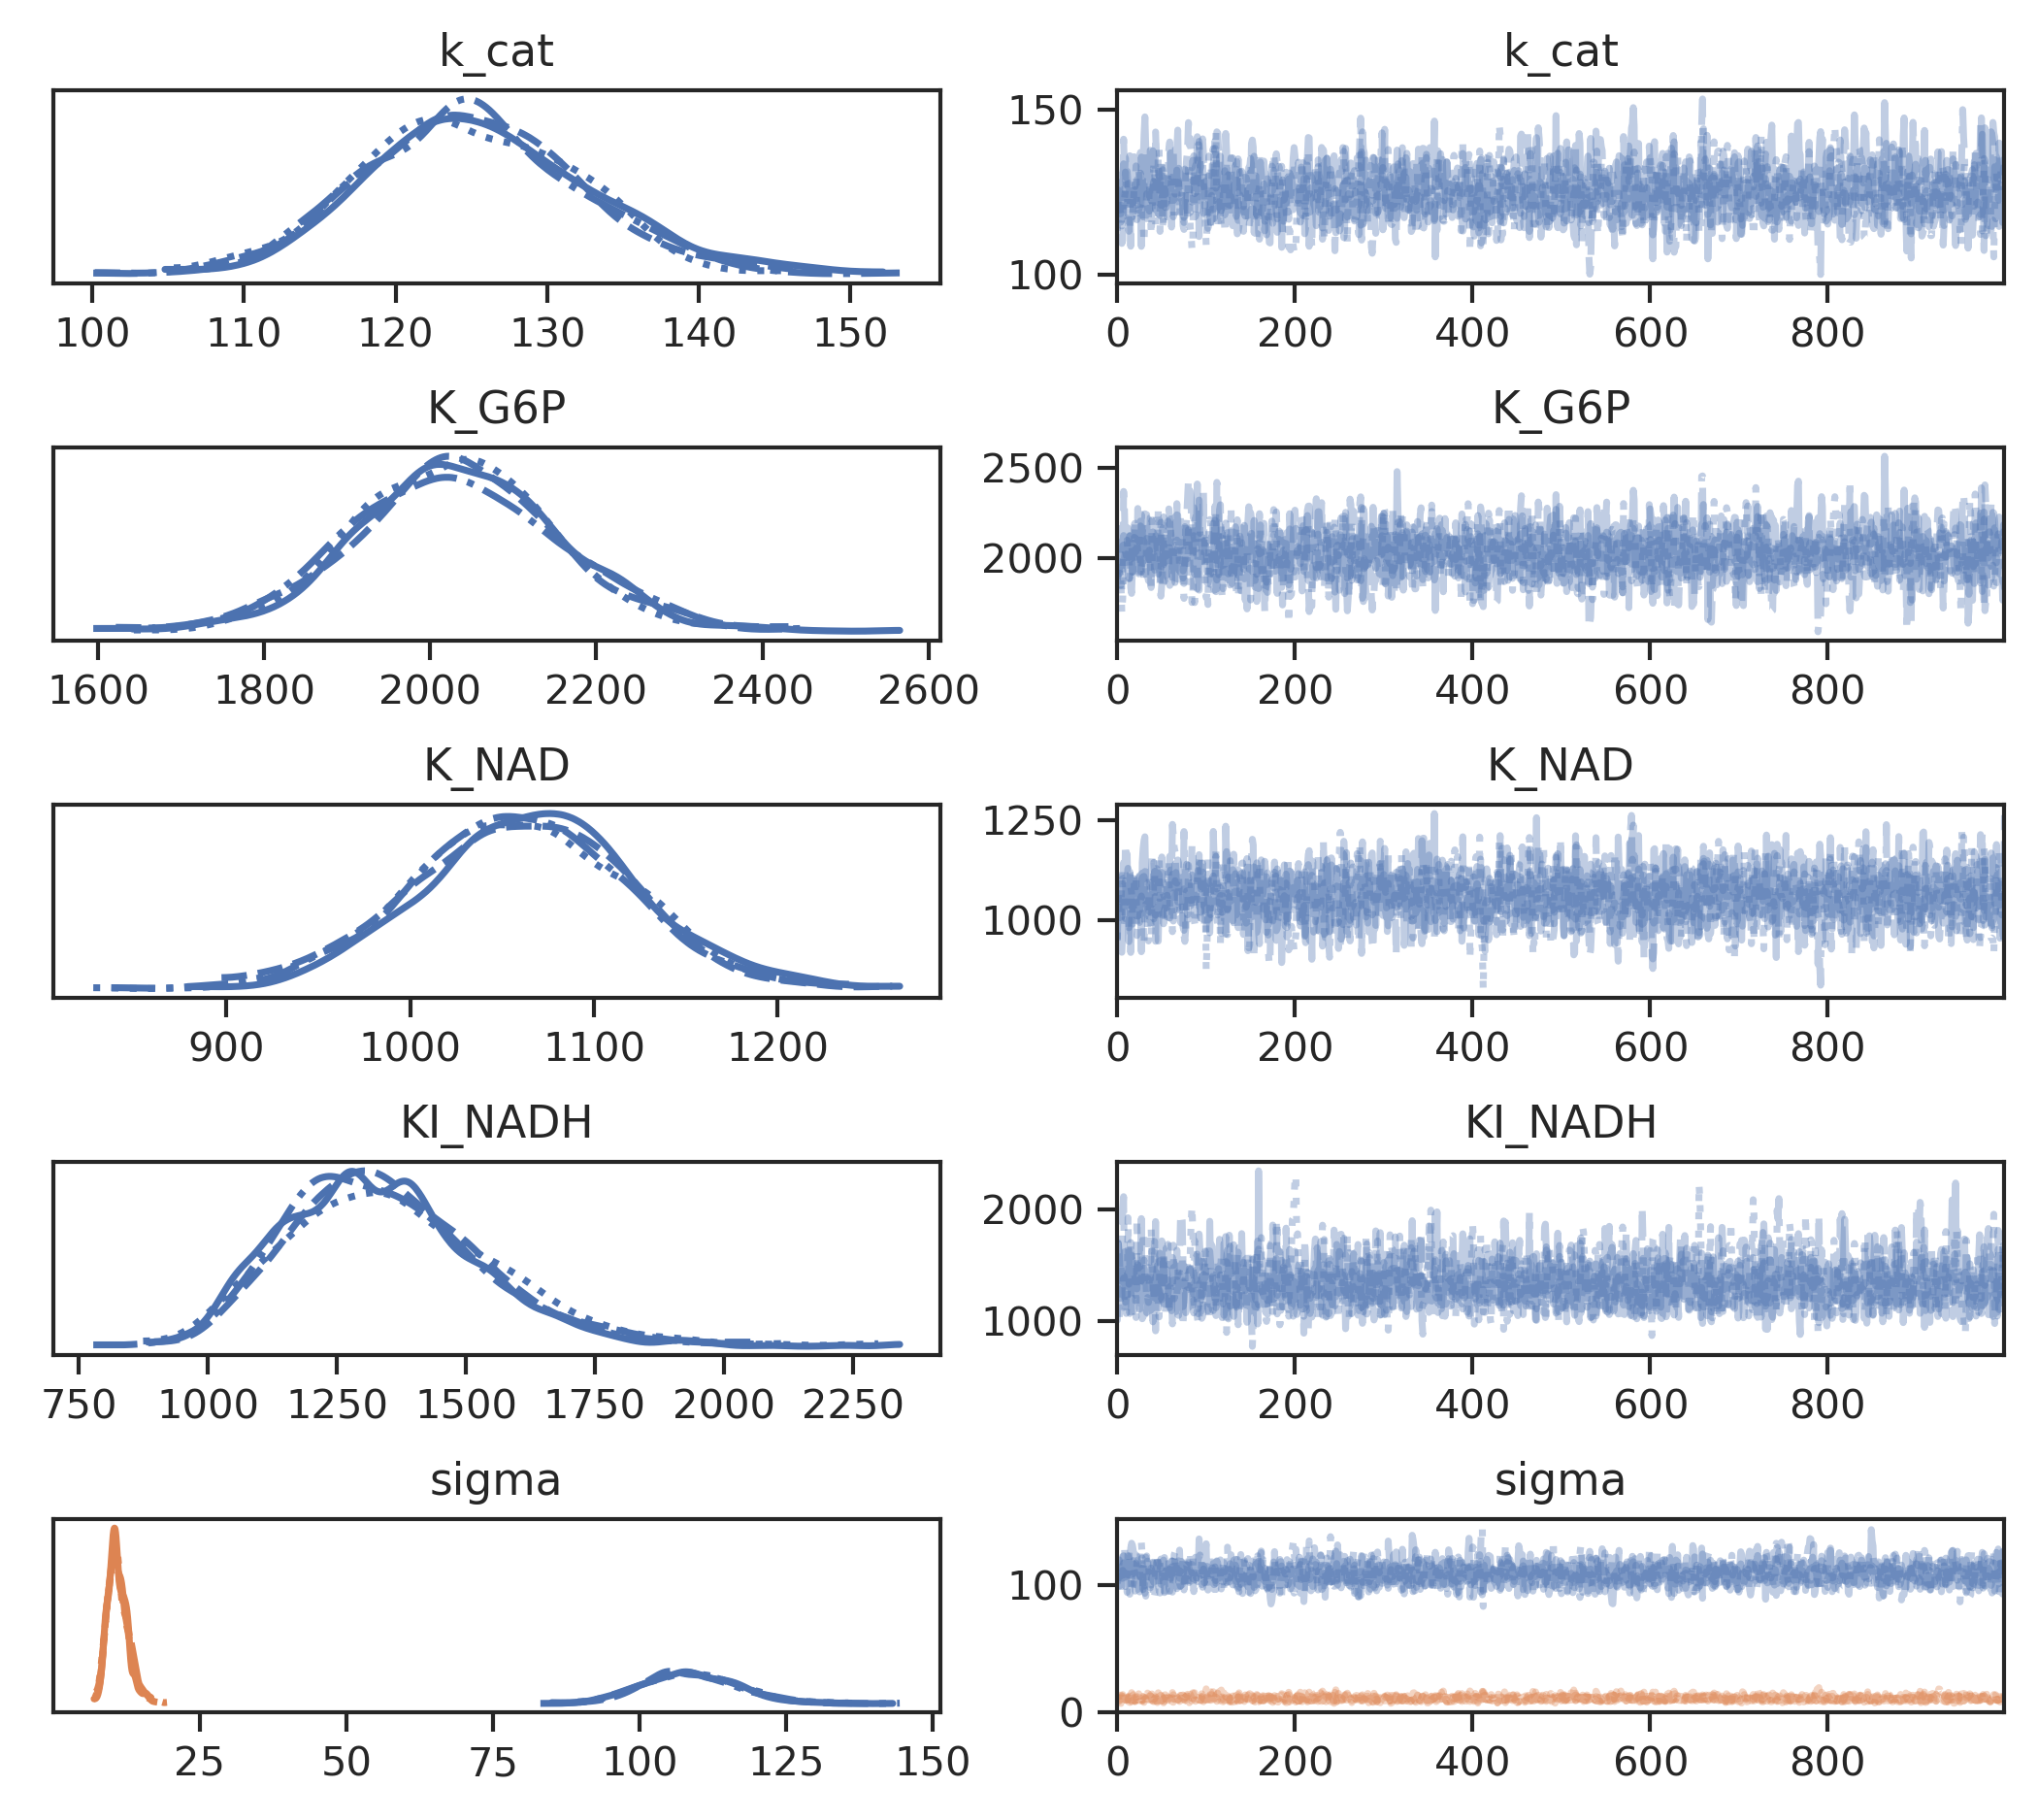 k_cat k_cat
150
100
100 110 120 130 140 150 0 200 400 600 800
K_G6P K_G6P
2500
2000
1600 1800 2000 2200 2400 2600 0 200 400 600 800
K_NAD K_NAD
1250
1000
900 1000 1100 1200 0 200 400 600 800
KI_NADH KI_NADH
2000
1000
750 1000 1250 1500 1750 2000 2250 0 200 400 600 800
sigma sigma
100
0
25 50 75 100 125 150 0 200 400 600 800